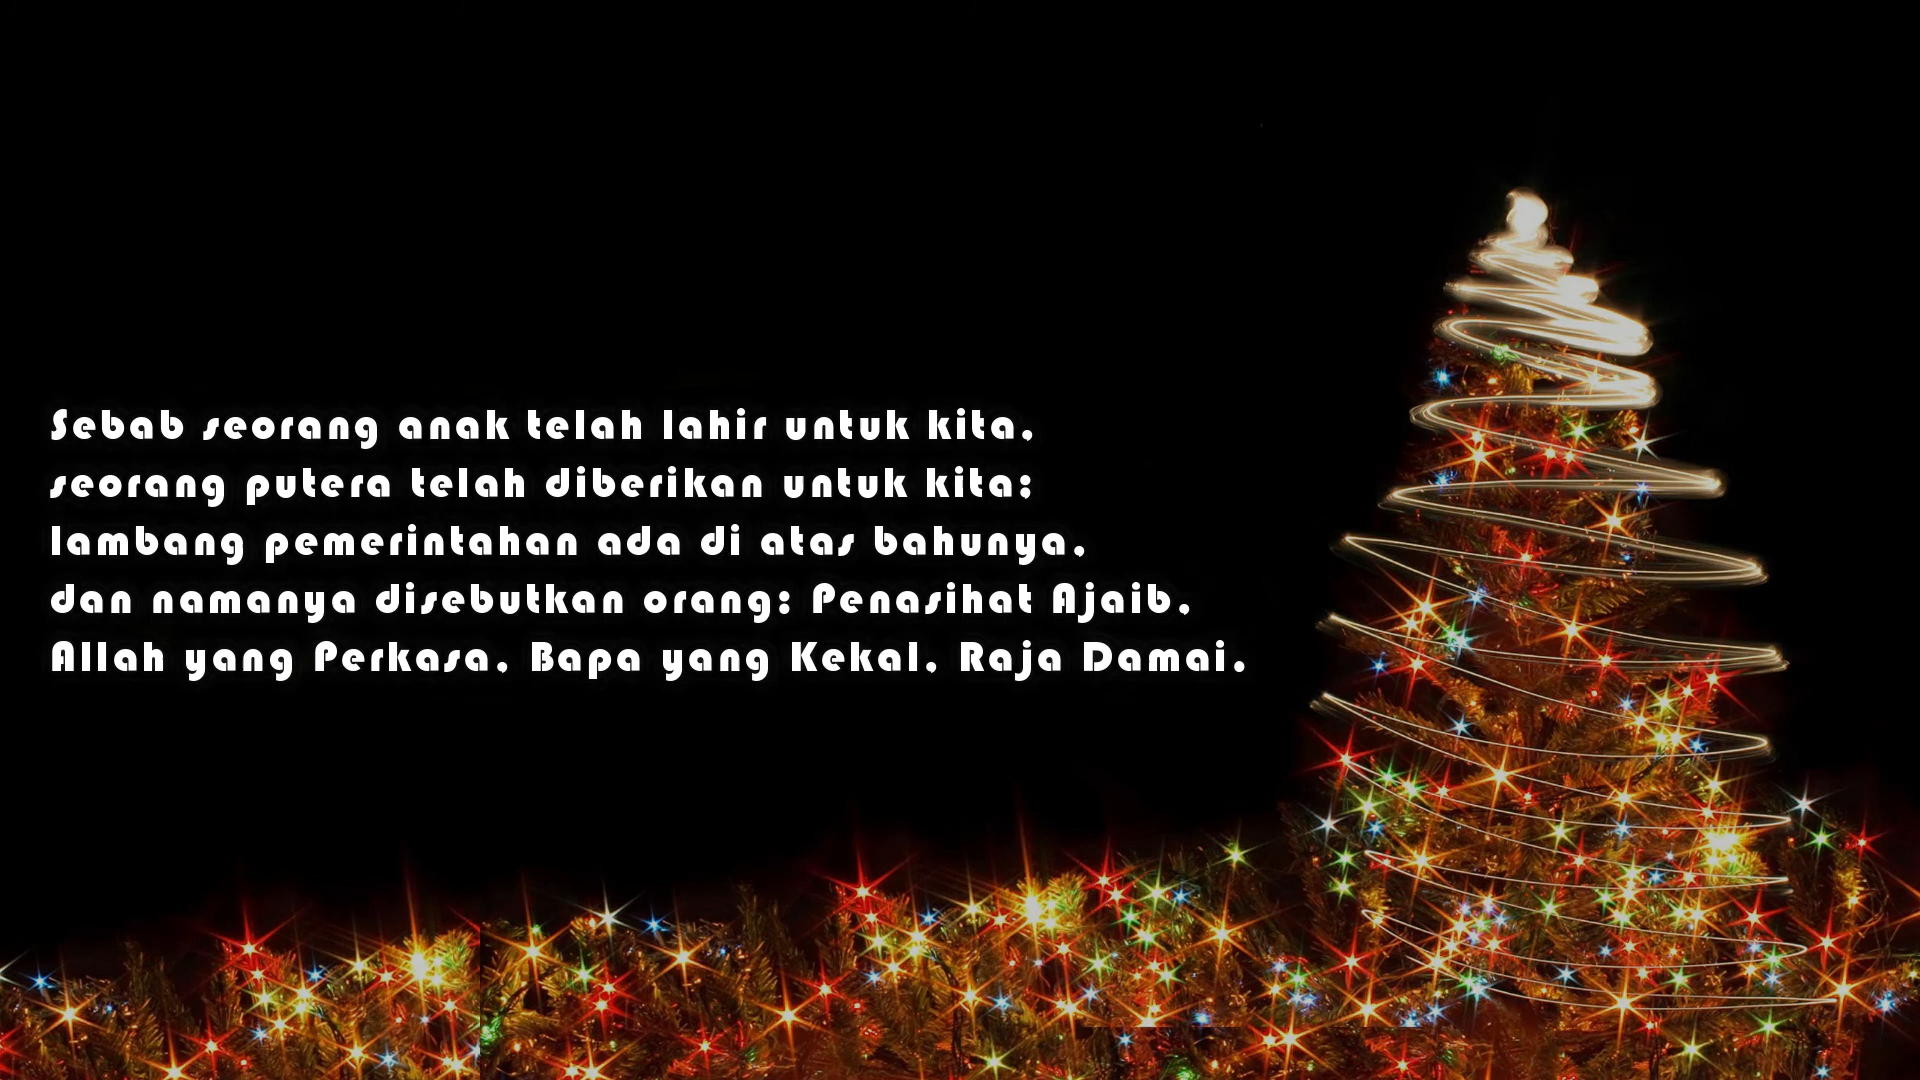 Sebab seorang anak telah lahir untuk kita,
seorang putera telah diberikan untuk kita;
lambang pemerintahan ada di atas bahunya,
dan namanya disebutkan orang: Penasihat Ajaib,
Allah yang Perkasa, Bapa yang Kekal, Raja Damai.